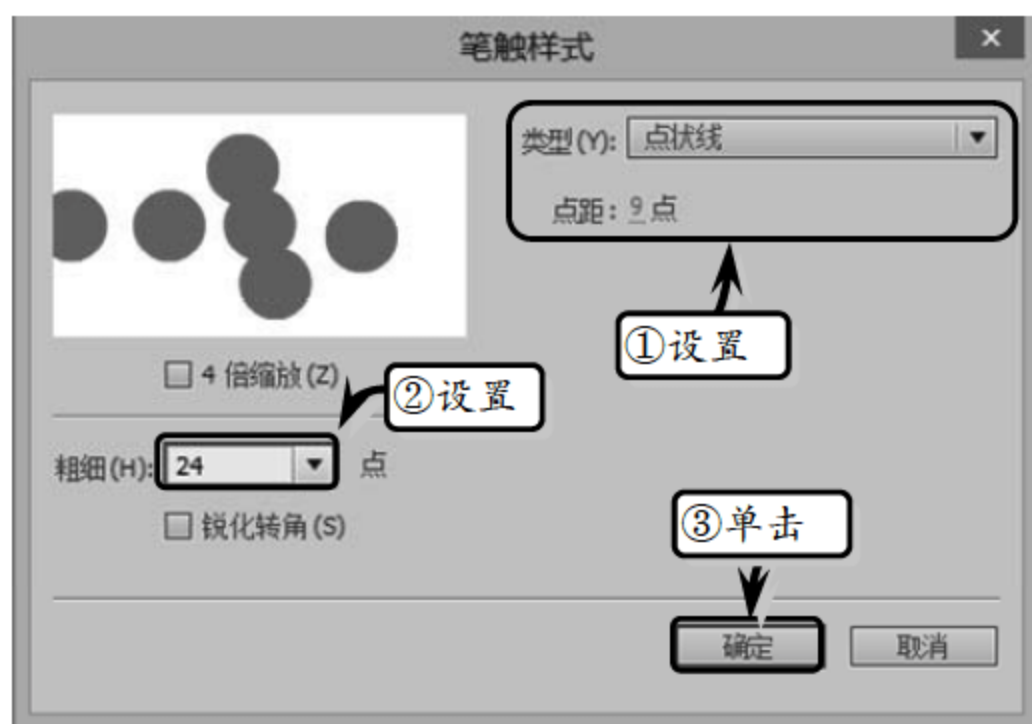 笔触样式
类型(Y): 点状线
点距: 9 点
①设置
4 倍缩放(Z)
②设置
粗细(H): 24 点
锐化转角(S)
③单击
确定 取消